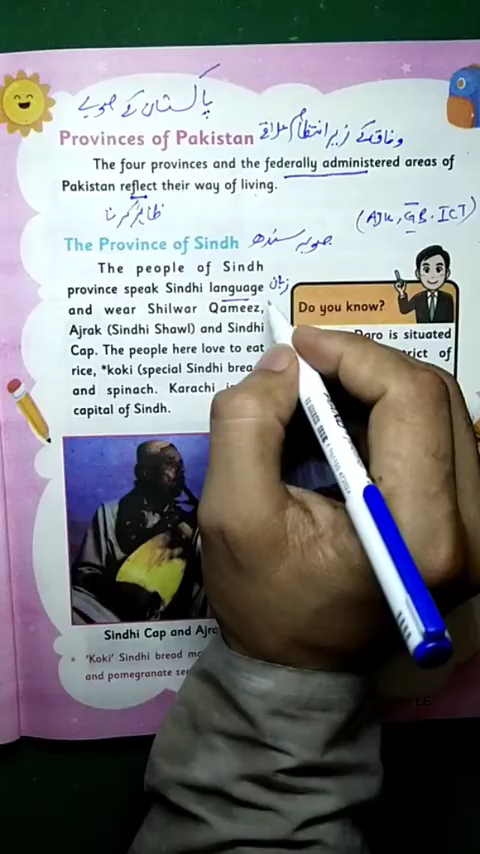 پاکستان کے صوبے
Provinces of Pakistan وفاق کے زیر انتظام علاقے
The four provinces and the federally administered areas of
Pakistan reflect their way of living.
ظاہر کرنا
(AJK, GB. ICT)
The Province of Sindh صوبہ سندھ
The people of Sindh
province speak Sindhi language زبان
and wear Shilwar Qameez,
Ajrak (Sindhi Shawl) and Sindhi
Cap. The people here love to eat
rice, *koki (special Sindhi
and spinach. Karachi
capital of Sindh.
Do you know?
Daro is situated
of
Sindhi Cap and
* 'Koki' Sindhi bread
and pomegranate